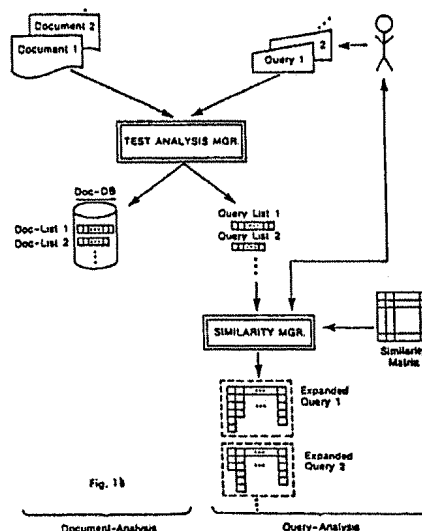 Document 2
Document 1
2
Query 1
TEST ANALYSIS MGR.
Doc-DB
Doc-List 1
Doc-List 2
Query List 1
Query List 2
SIMILARITY MGR.
Similarity
Matrix
Expanded
Query 1
Expanded
Query 2
Fig. 1b
Document-Analysis
Query-Analysis